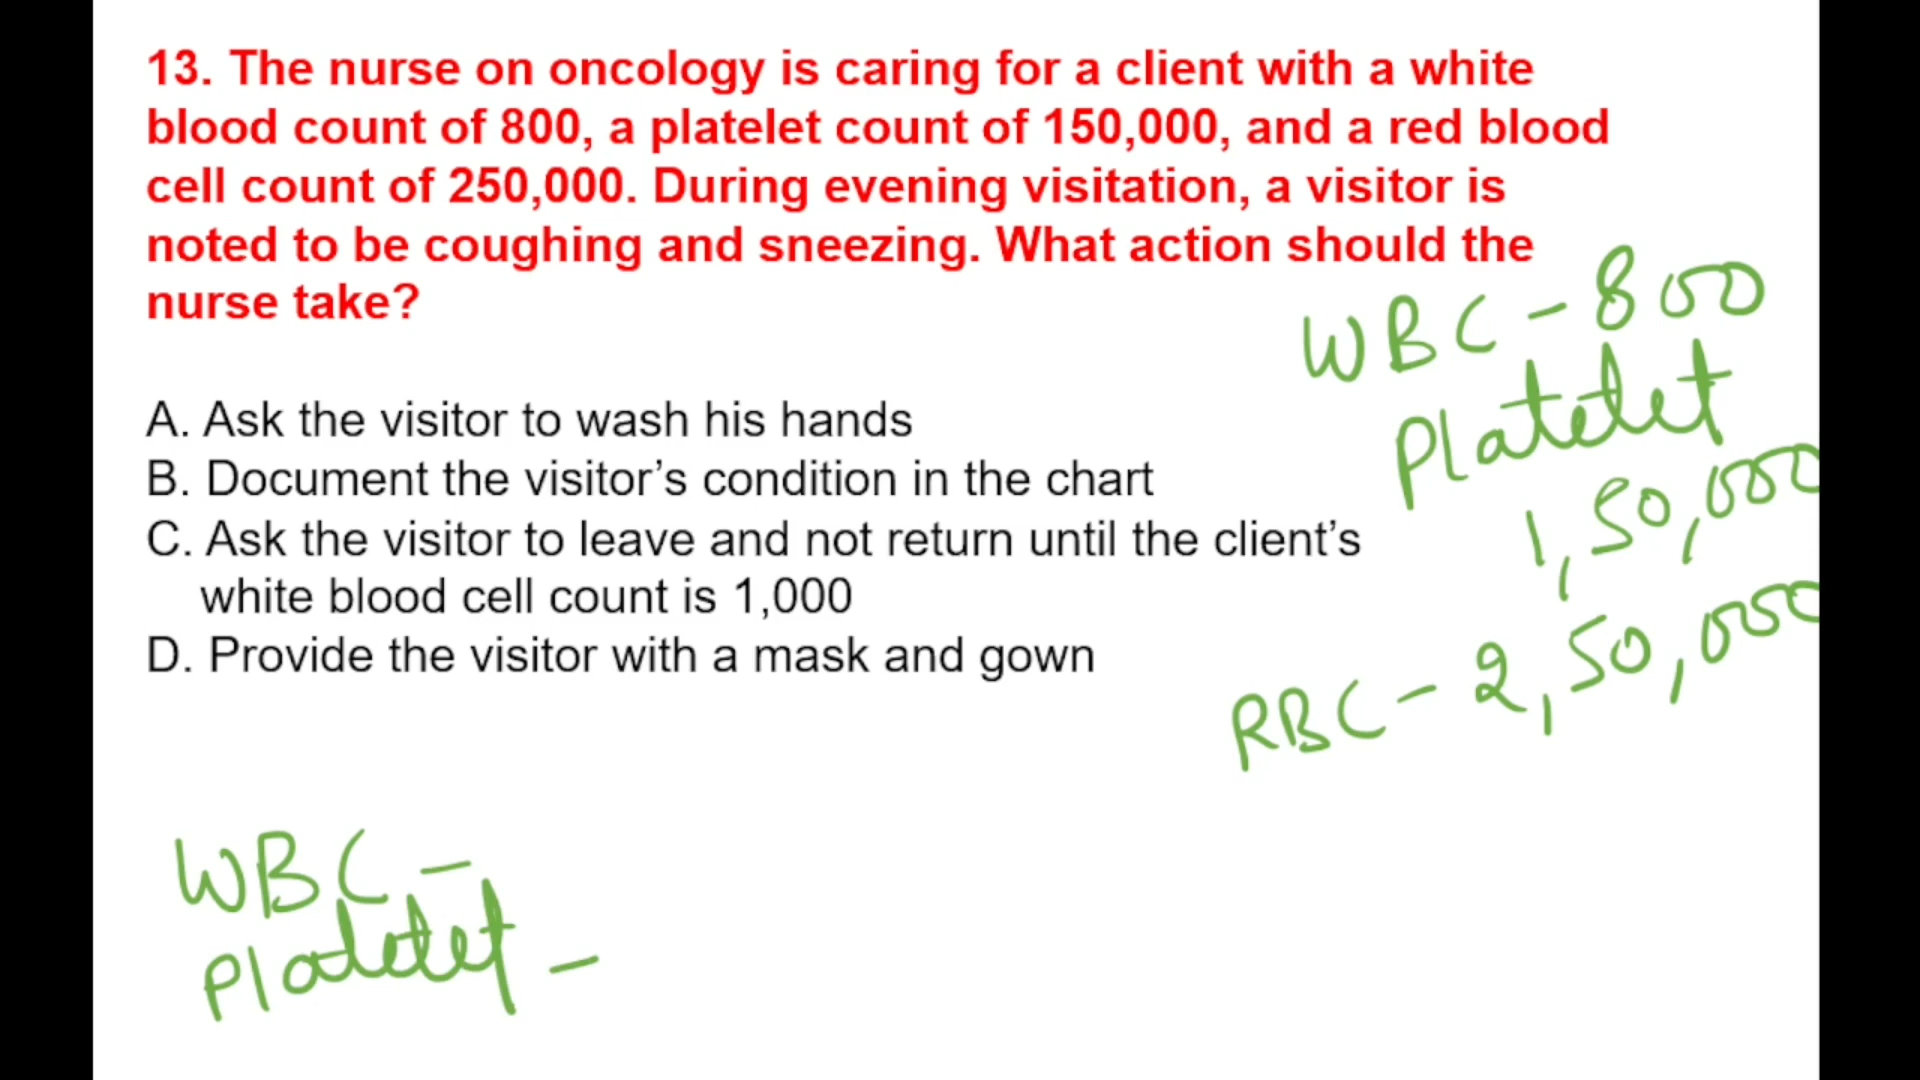 13. The nurse on oncology is caring for a client with a white
blood count of 800, a platelet count of 150,000, and a red blood
cell count of 250,000. During evening visitation, a visitor is
noted to be coughing and sneezing. What action should the
nurse take?
A. Ask the visitor to wash his hands
B. Document the visitor’s condition in the chart
C. Ask the visitor to leave and not return until the client’s
white blood cell count is 1,000
D. Provide the visitor with a mask and gown
WBC - 800
Platelet
1,50,000
RBC - 2,50,000
WBC -
Platelet -